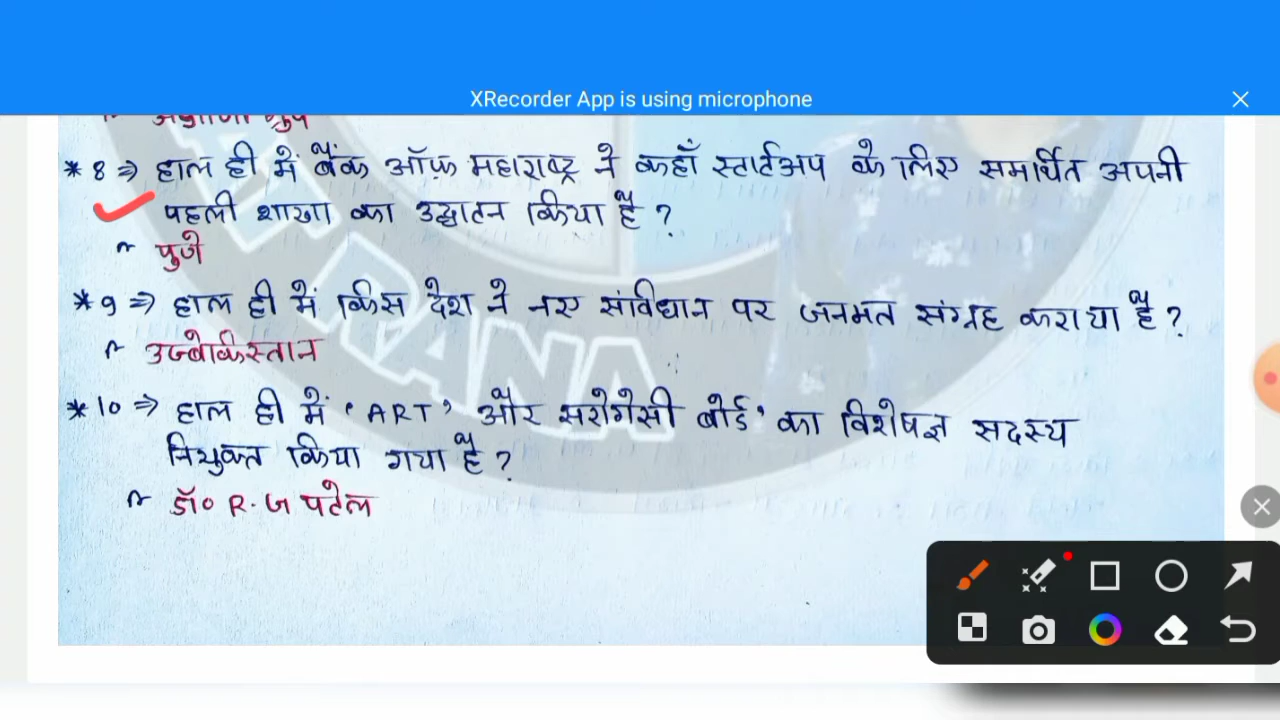 XRecorder App is using microphone
* 8 ⇒ हाल ही में बैंक ऑफ़ महाराष्ट्र ने कहाँ स्टार्टअप के लिए समर्थित अपनी
पहली शाखा का उद्घाटन किया है ?
पुणे
* 9 ⇒ हाल ही में किस देश ने नए संविधान पर जनमत संग्रह कराया है ?
उज्बेकिस्तान
* 10 ⇒ हाल ही में 'ART' और सरोगेसी बोर्ड' का विशेषज्ञ सदस्य
नियुक्त किया गया है ?
डॉ० R. G पटेल